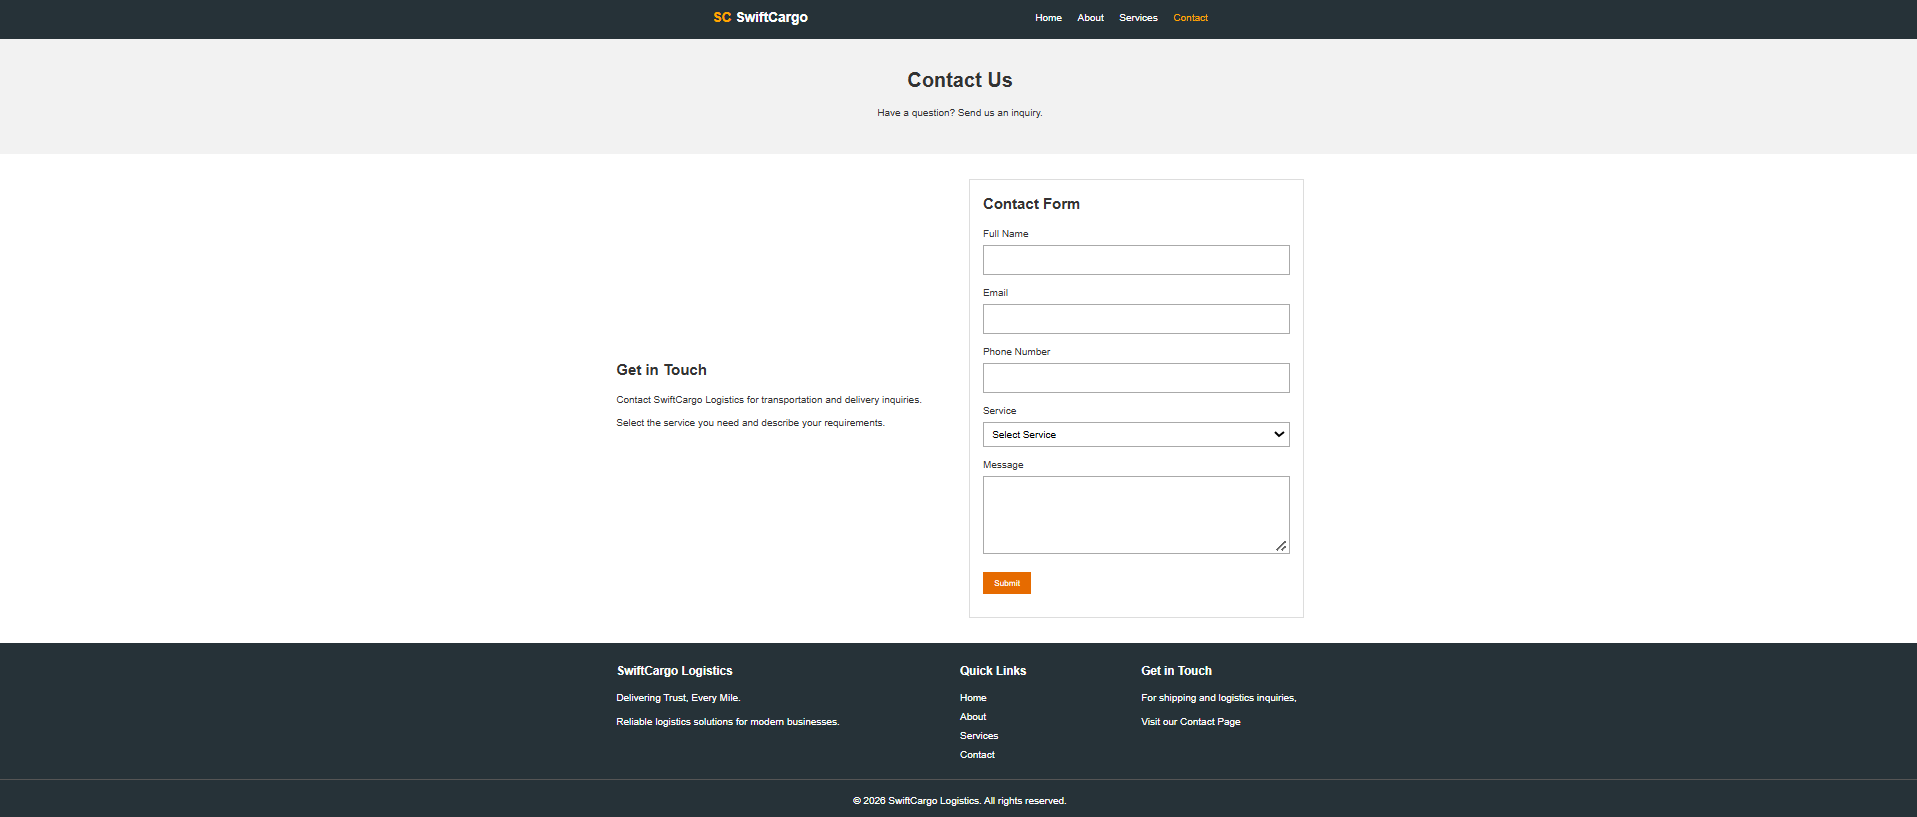 SC SwiftCargo
Home About Services Contact
Contact Us
Have a question? Send us an inquiry.
Get in Touch
Contact SwiftCargo Logistics for transportation and delivery inquiries.
Select the service you need and describe your requirements.
Contact Form
Full Name
Email
Phone Number
Service
Select Service
Message
Submit
SwiftCargo Logistics
Delivering Trust, Every Mile.
Reliable logistics solutions for modern businesses.
Quick Links
Home
About
Services
Contact
Get in Touch
For shipping and logistics inquiries,
Visit our Contact Page
© 2026 SwiftCargo Logistics. All rights reserved.